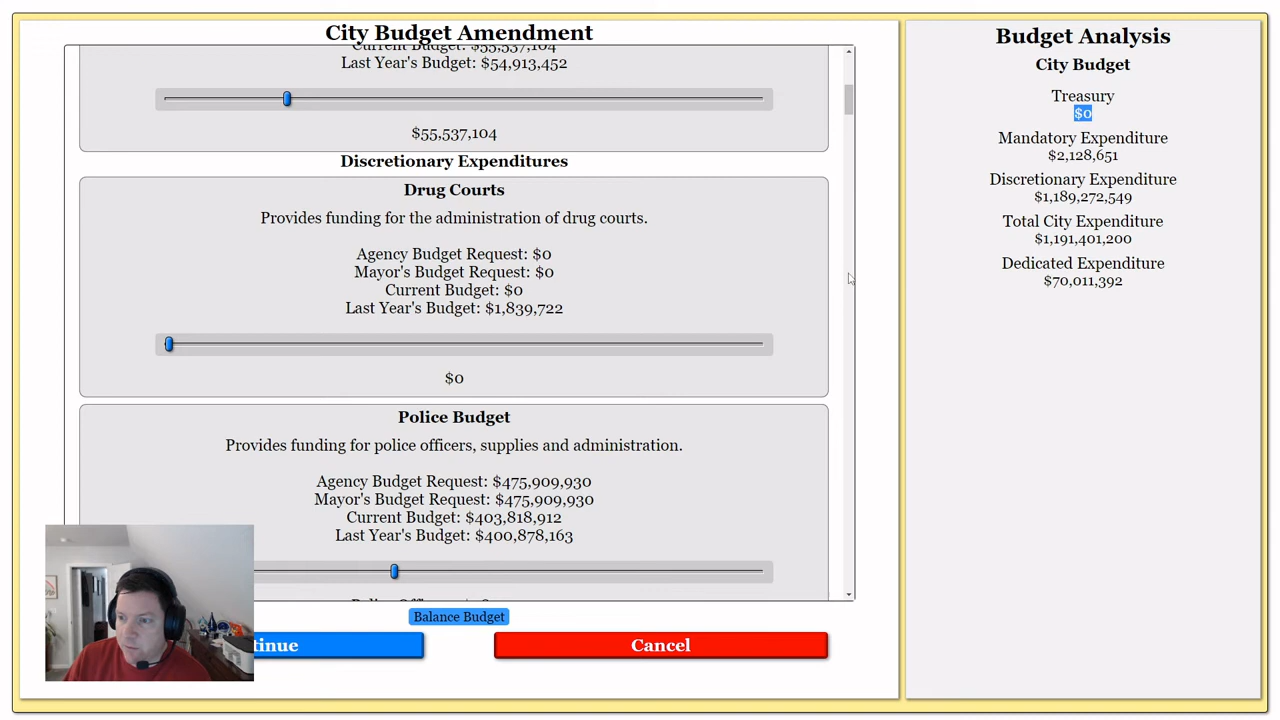 City Budget Amendment
Current Budget: $55,537,104
Last Year's Budget: $54,913,452
$55,537,104
Discretionary Expenditures
Drug Courts
Provides funding for the administration of drug courts.
Agency Budget Request: $0
Mayor's Budget Request: $0
Current Budget: $0
Last Year's Budget: $1,839,722
$0
Police Budget
Provides funding for police officers, supplies and administration.
Agency Budget Request: $475,909,930
Mayor's Budget Request: $475,909,930
Current Budget: $403,818,912
Last Year's Budget: $400,878,163
Balance Budget
tinue
Cancel
Budget Analysis
City Budget
Treasury
$0
Mandatory Expenditure
$2,128,651
Discretionary Expenditure
$1,189,272,549
Total City Expenditure
$1,191,401,200
Dedicated Expenditure
$70,011,392